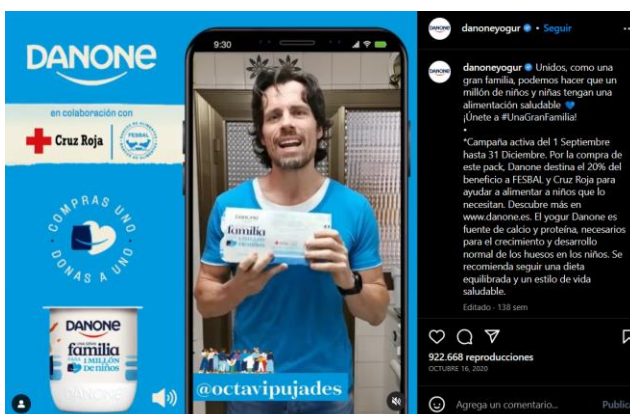 DANONE
en colaboración con
Cruz Roja
FESBAL
COMPRAS UNO
DONAS A UNO
DANONE
familia
1 MILLÓN
DE niños
9:30
DANONE
familia
@octavipujades
danoneyogur • Seguir
danoneyogur Unidos, como una
gran familia, podemos hacer que un
millón de niños y niñas tengan una
alimentación saludable 💙
¡Únete a #UnaGranFamilia!
•
*Campaña activa del 1 Septiembre
hasta 31 Diciembre. Por la compra de
este pack, Danone destina el 20% del
beneficio a FESBAL y Cruz Roja para
ayudar a alimentar a niños que lo
necesitan. Descubre más en
www.danone.es. El yogur Danone es
fuente de calcio y proteína, necesarios
para el crecimiento y desarrollo
normal de los huesos en los niños. Se
recomienda seguir una dieta
equilibrada y un estilo de vida
saludable.
Editado · 138 sem
922.668 reproducciones
OCTUBRE 16, 2020
Agrega un comentario...
Public